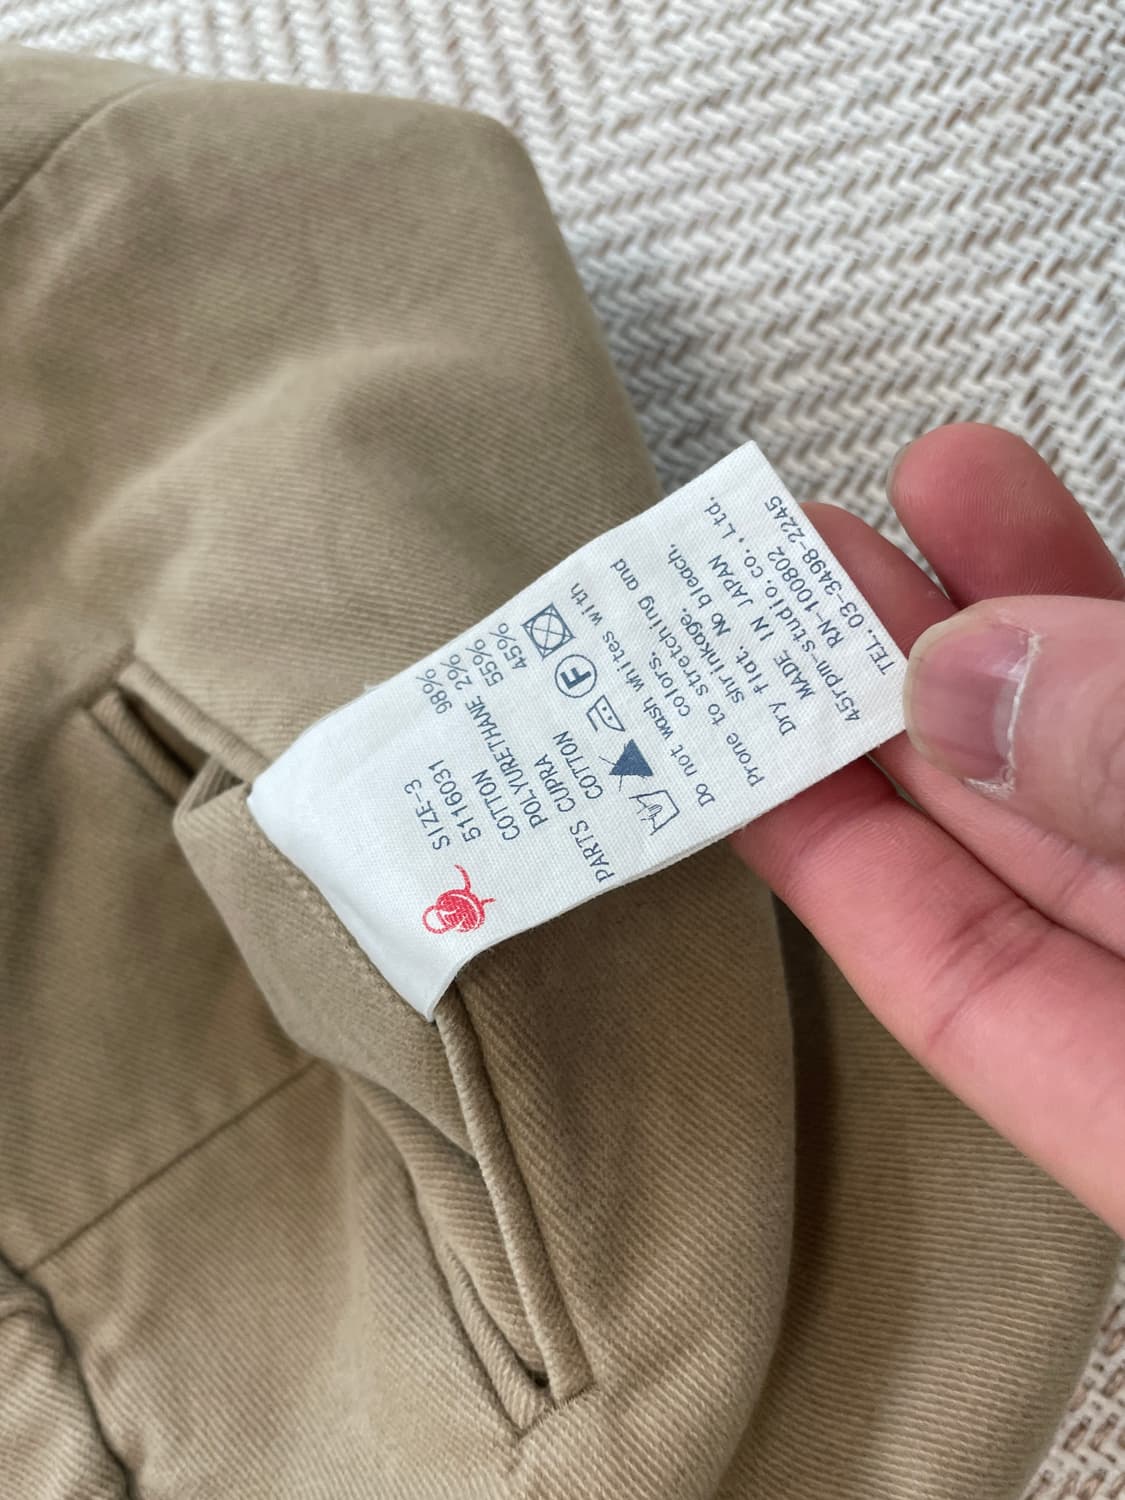 SIZE-3
5116031
COTTON 98%
POLYURETHANE 2%
PARTS CUPRA 55%
COTTON 45%
F
Do not wash whites with
colors.
Prone to stretching and
shrinkage.
Dry flat. No bleach.
MADE IN JAPAN
45rpm studio.co.,Ltd.
RN-100802
TEL. 03-3498-2245